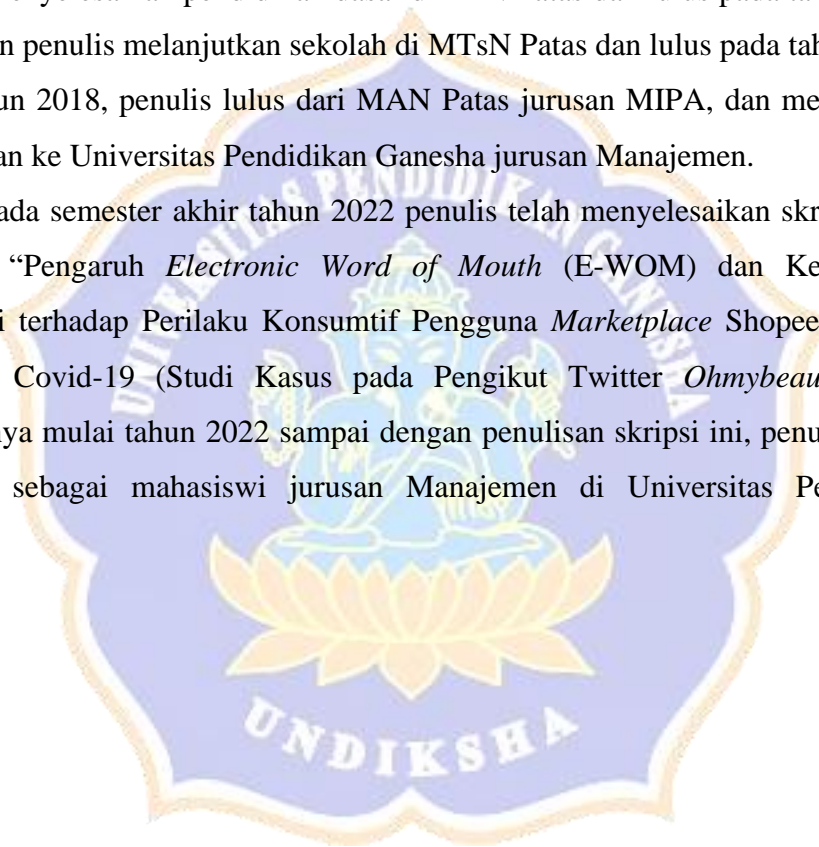 n penulis melanjutkan sekolah di MTsN Patas dan lulus pada tah
un 2018, penulis lulus dari MAN Patas jurusan MIPA, dan me
an ke Universitas Pendidikan Ganesha jurusan Manajemen.
ada semester akhir tahun 2022 penulis telah menyelesaikan skr
“Pengaruh Electronic Word of Mouth (E-WOM) dan Ke
i terhadap Perilaku Konsumtif Pengguna Marketplace Shopee
Covid-19 (Studi Kasus pada Pengikut Twitter Ohmybeau
nya mulai tahun 2022 sampai dengan penulisan skripsi ini, penu
sebagai mahasiswi jurusan Manajemen di Universitas Pe
UNIVERSITAS PENDIDIKAN GANESHA
UNDIKSHA